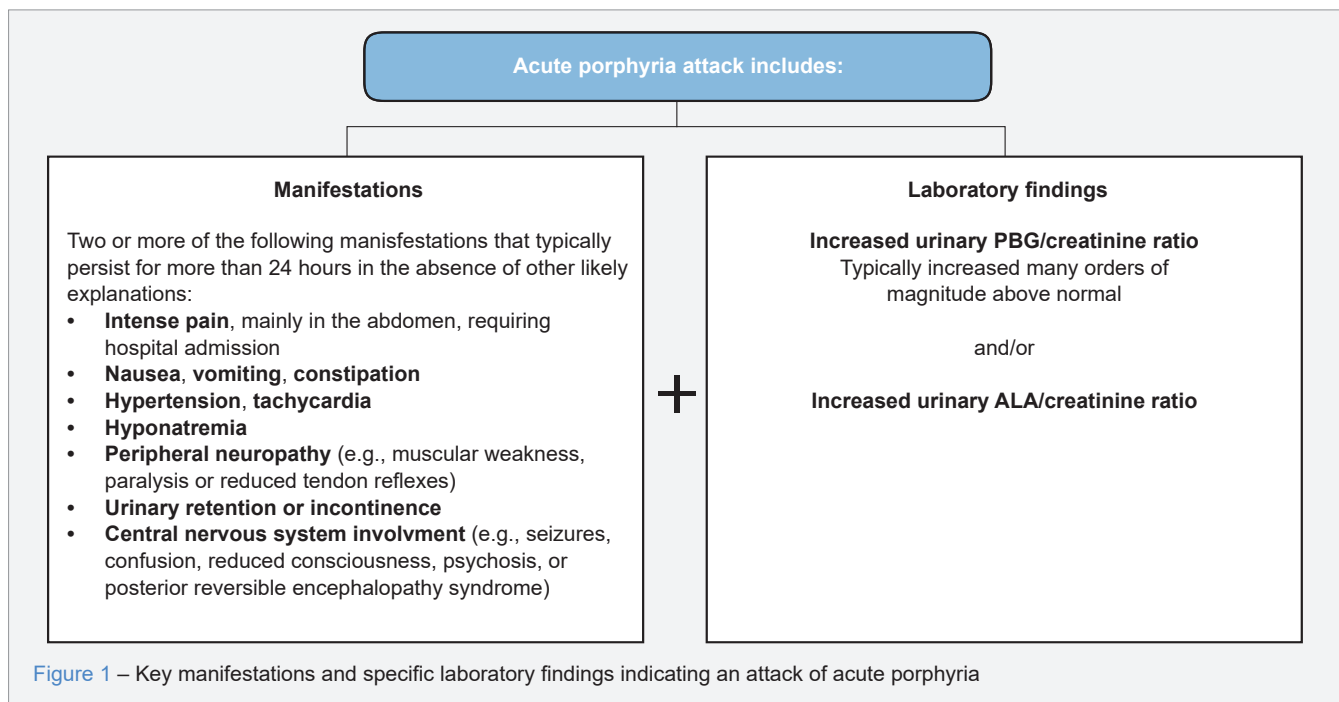 Acute porphyria attack includes:
Manifestations
Two or more of the following manisfestations that typically
persist for more than 24 hours in the absence of other likely
explanations:
• Intense pain, mainly in the abdomen, requiring
hospital admission
• Nausea, vomiting, constipation
• Hypertension, tachycardia
• Hyponatremia
• Peripheral neuropathy (e.g., muscular weakness,
paralysis or reduced tendon reflexes)
• Urinary retention or incontinence
• Central nervous system involvment (e.g., seizures,
confusion, reduced consciousness, psychosis, or
posterior reversible encephalopathy syndrome)
+
Laboratory findings
Increased urinary PBG/creatinine ratio
Typically increased many orders of
magnitude above normal
and/or
Increased urinary ALA/creatinine ratio
Figure 1 – Key manifestations and specific laboratory findings indicating an attack of acute porphyria